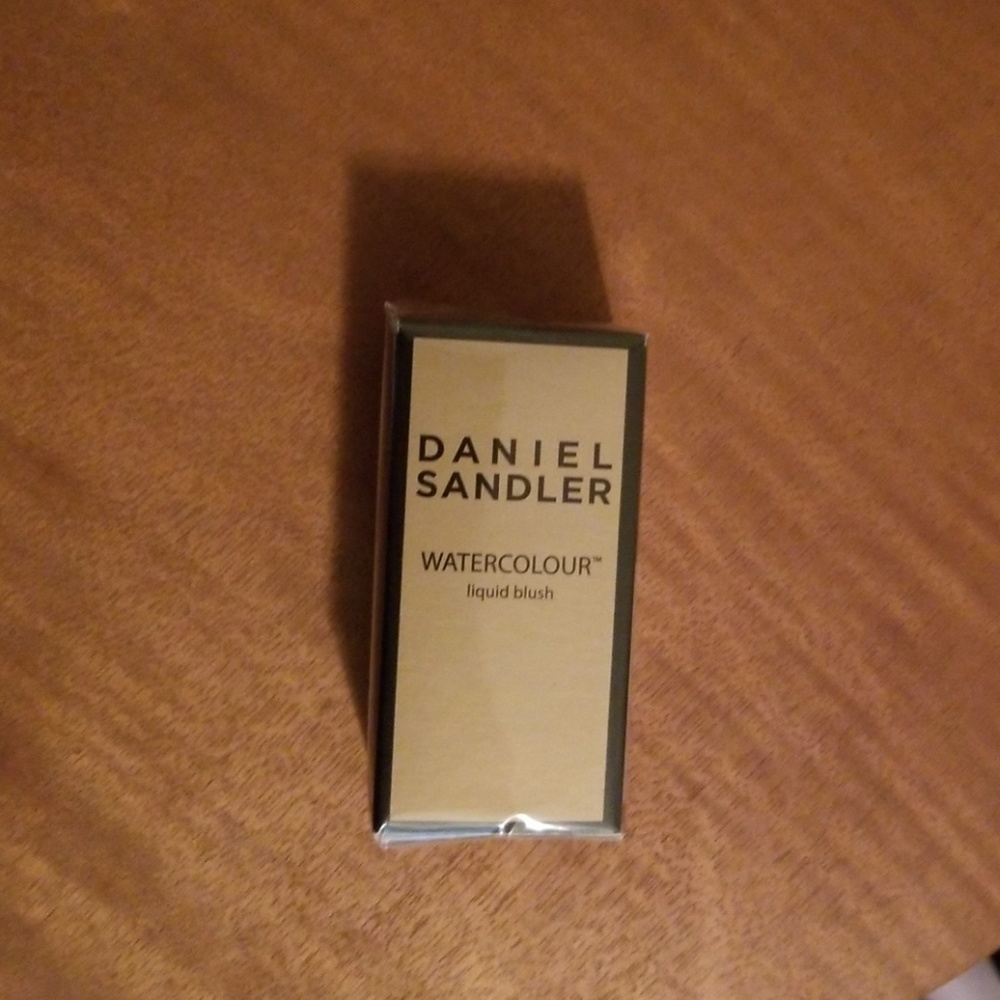 DANIEL
SANDLER
WATERCOLOUR™
liquid blush